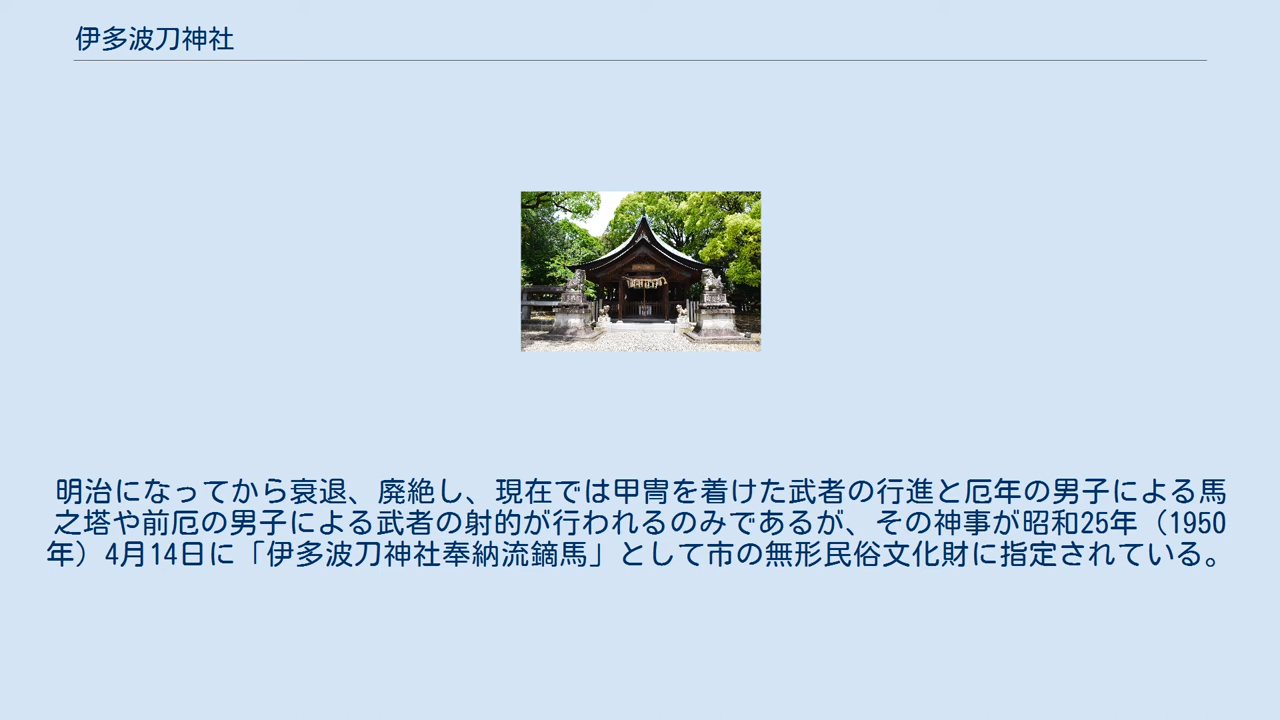 伊多波刀神社
明治になってから衰退、廃絶し、現在では甲冑を着けた武者の行進と厄年の男子による馬
之塔や前厄の男子による武者の射的が行われるのみであるが、その神事が昭和25年（1950
年）4月14日に「伊多波刀神社奉納流鏑馬」として市の無形民俗文化財に指定されている。